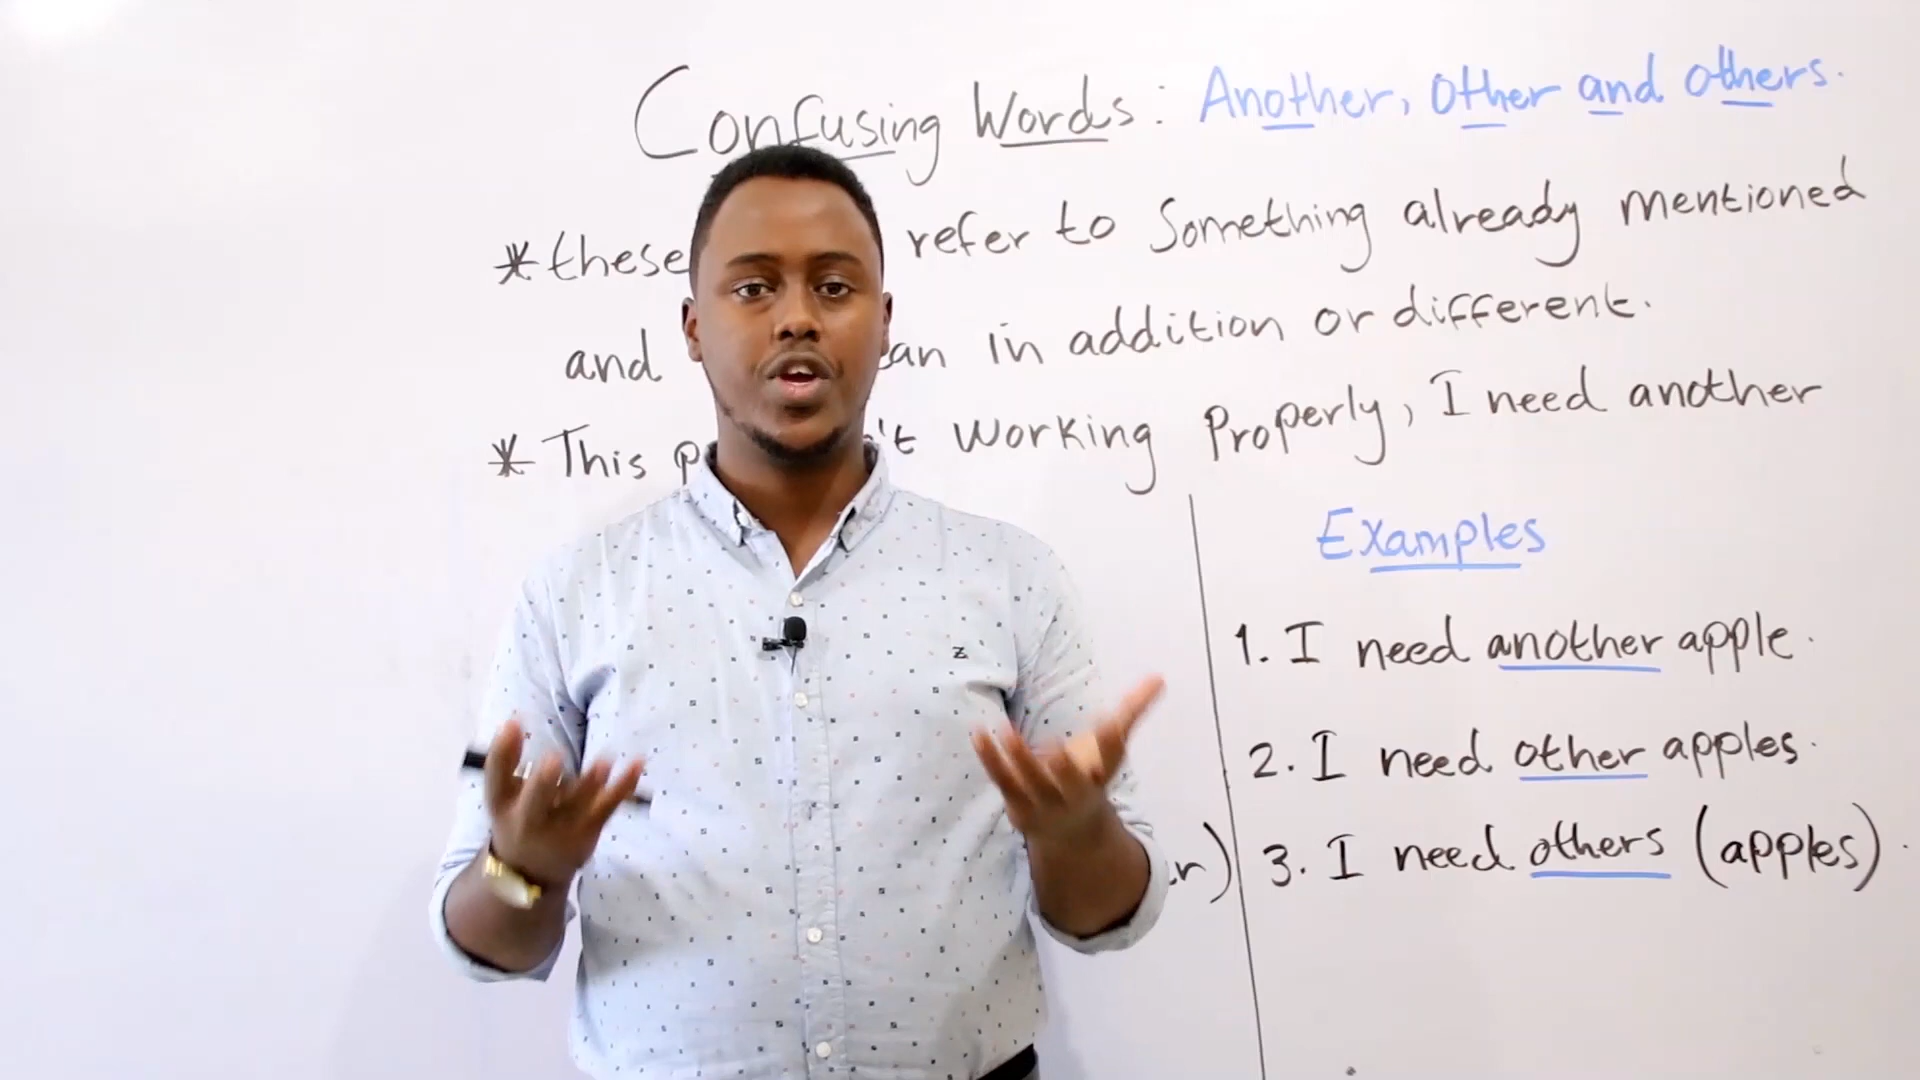 Confusing Words: Another, Other and Others.
*these refer to Something already mentioned
and an in addition or different.
*This p 't working Properly, I need another
Examples
1. I need another apple.
2. I need other apples.
r) 3. I need others (apples).
Z